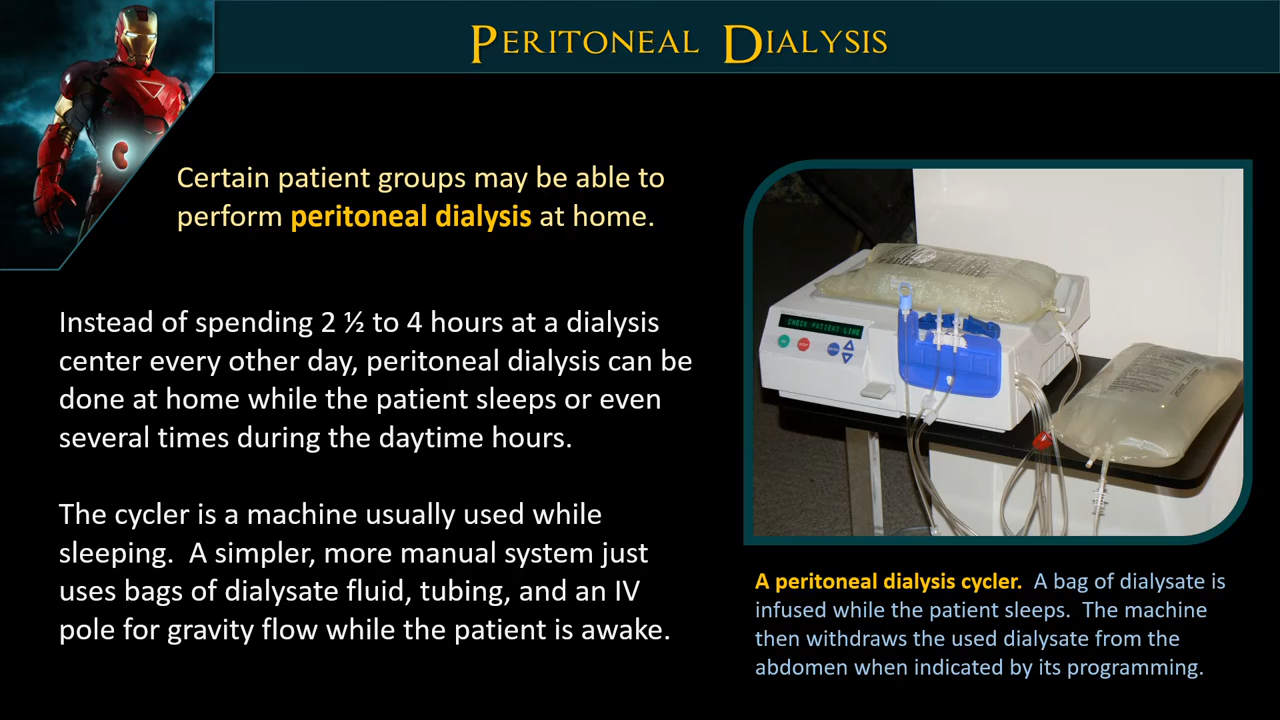 PERITONEAL DIALYSIS
Certain patient groups may be able to
perform peritoneal dialysis at home.
Instead of spending 2 ½ to 4 hours at a dialysis
center every other day, peritoneal dialysis can be
done at home while the patient sleeps or even
several times during the daytime hours.
The cycler is a machine usually used while
sleeping.  A simpler, more manual system just
uses bags of dialysate fluid, tubing, and an IV
pole for gravity flow while the patient is awake.
CHECK PATIENT LINE
A peritoneal dialysis cycler.  A bag of dialysate is
infused while the patient sleeps.  The machine
then withdraws the used dialysate from the
abdomen when indicated by its programming.